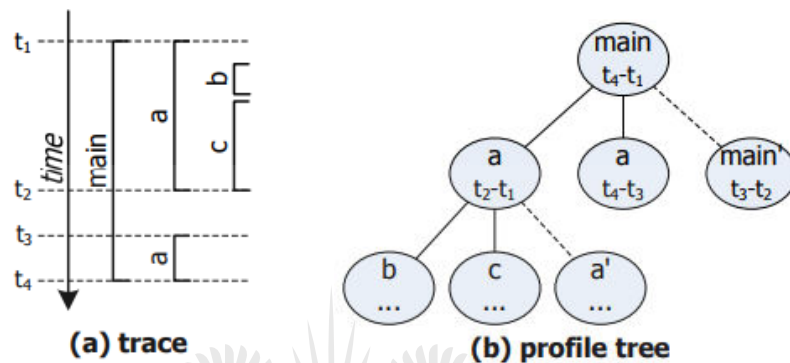 t₁
t₂
t₃
t₄
time
main
a
b
c
a
(a) trace
main
t₄-t₁
a
t₂-t₁
a
t₄-t₃
main'
t₃-t₂
b
...
c
...
a'
...
(b) profile tree